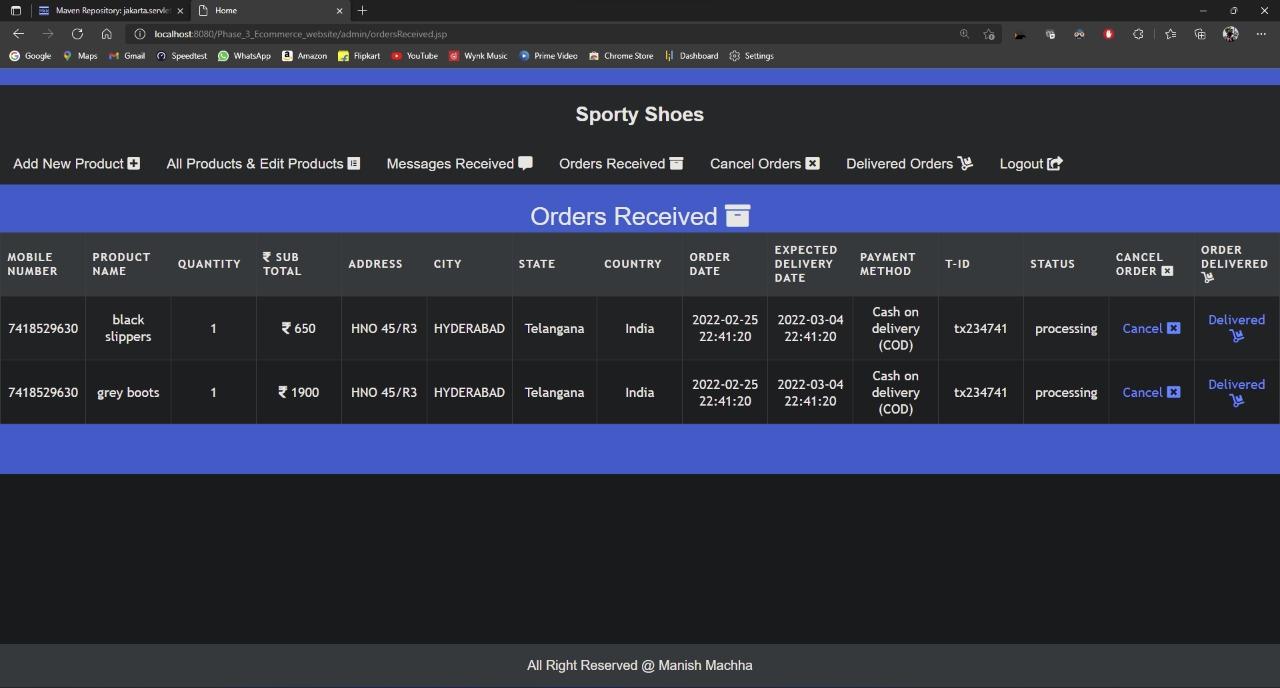 Maven Repository: jakarta.servlet
Home
localhost:8080/Phase_3_Ecommerce_website/admin/ordersReceived.jsp
Google Maps Gmail Speedtest WhatsApp Amazon Flipkart YouTube Wynk Music Prime Video Chrome Store Dashboard Settings
Sporty Shoes
Add New Product All Products & Edit Products Messages Received Orders Received Cancel Orders Delivered Orders Logout
Orders Received
MOBILE NUMBER PRODUCT NAME QUANTITY ₹ SUB TOTAL ADDRESS CITY STATE COUNTRY ORDER DATE EXPECTED DELIVERY DATE PAYMENT METHOD T-ID STATUS CANCEL ORDER ORDER DELIVERED
7418529630 black slippers 1 ₹ 650 HNO 45/R3 HYDERABAD Telangana India 2022-02-25 22:41:20 2022-03-04 22:41:20 Cash on delivery (COD) tx234741 processing Cancel Delivered
7418529630 grey boots 1 ₹ 1900 HNO 45/R3 HYDERABAD Telangana India 2022-02-25 22:41:20 2022-03-04 22:41:20 Cash on delivery (COD) tx234741 processing Cancel Delivered
All Right Reserved @ Manish Machha